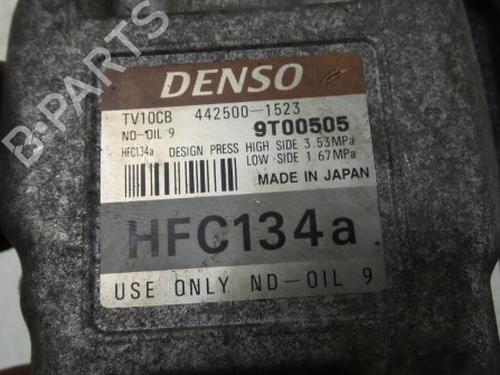 DENSO
TV10CB 442500-1523
ND-OIL 9 9T00505
HFC134a DESIGN PRESS HIGH SIDE 3.53MPa
LOW SIDE 1.67MPa
MADE IN JAPAN
HFC134a
USE ONLY ND-OIL 9
B-PARTS